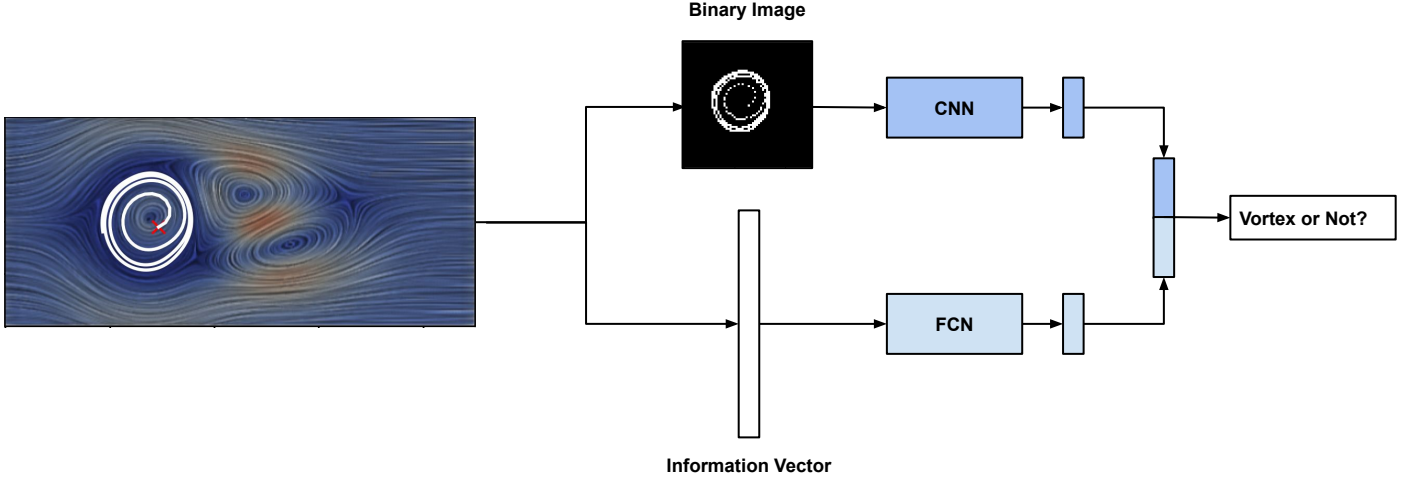 Binary Image
CNN
Vortex or Not?
FCN
Information Vector